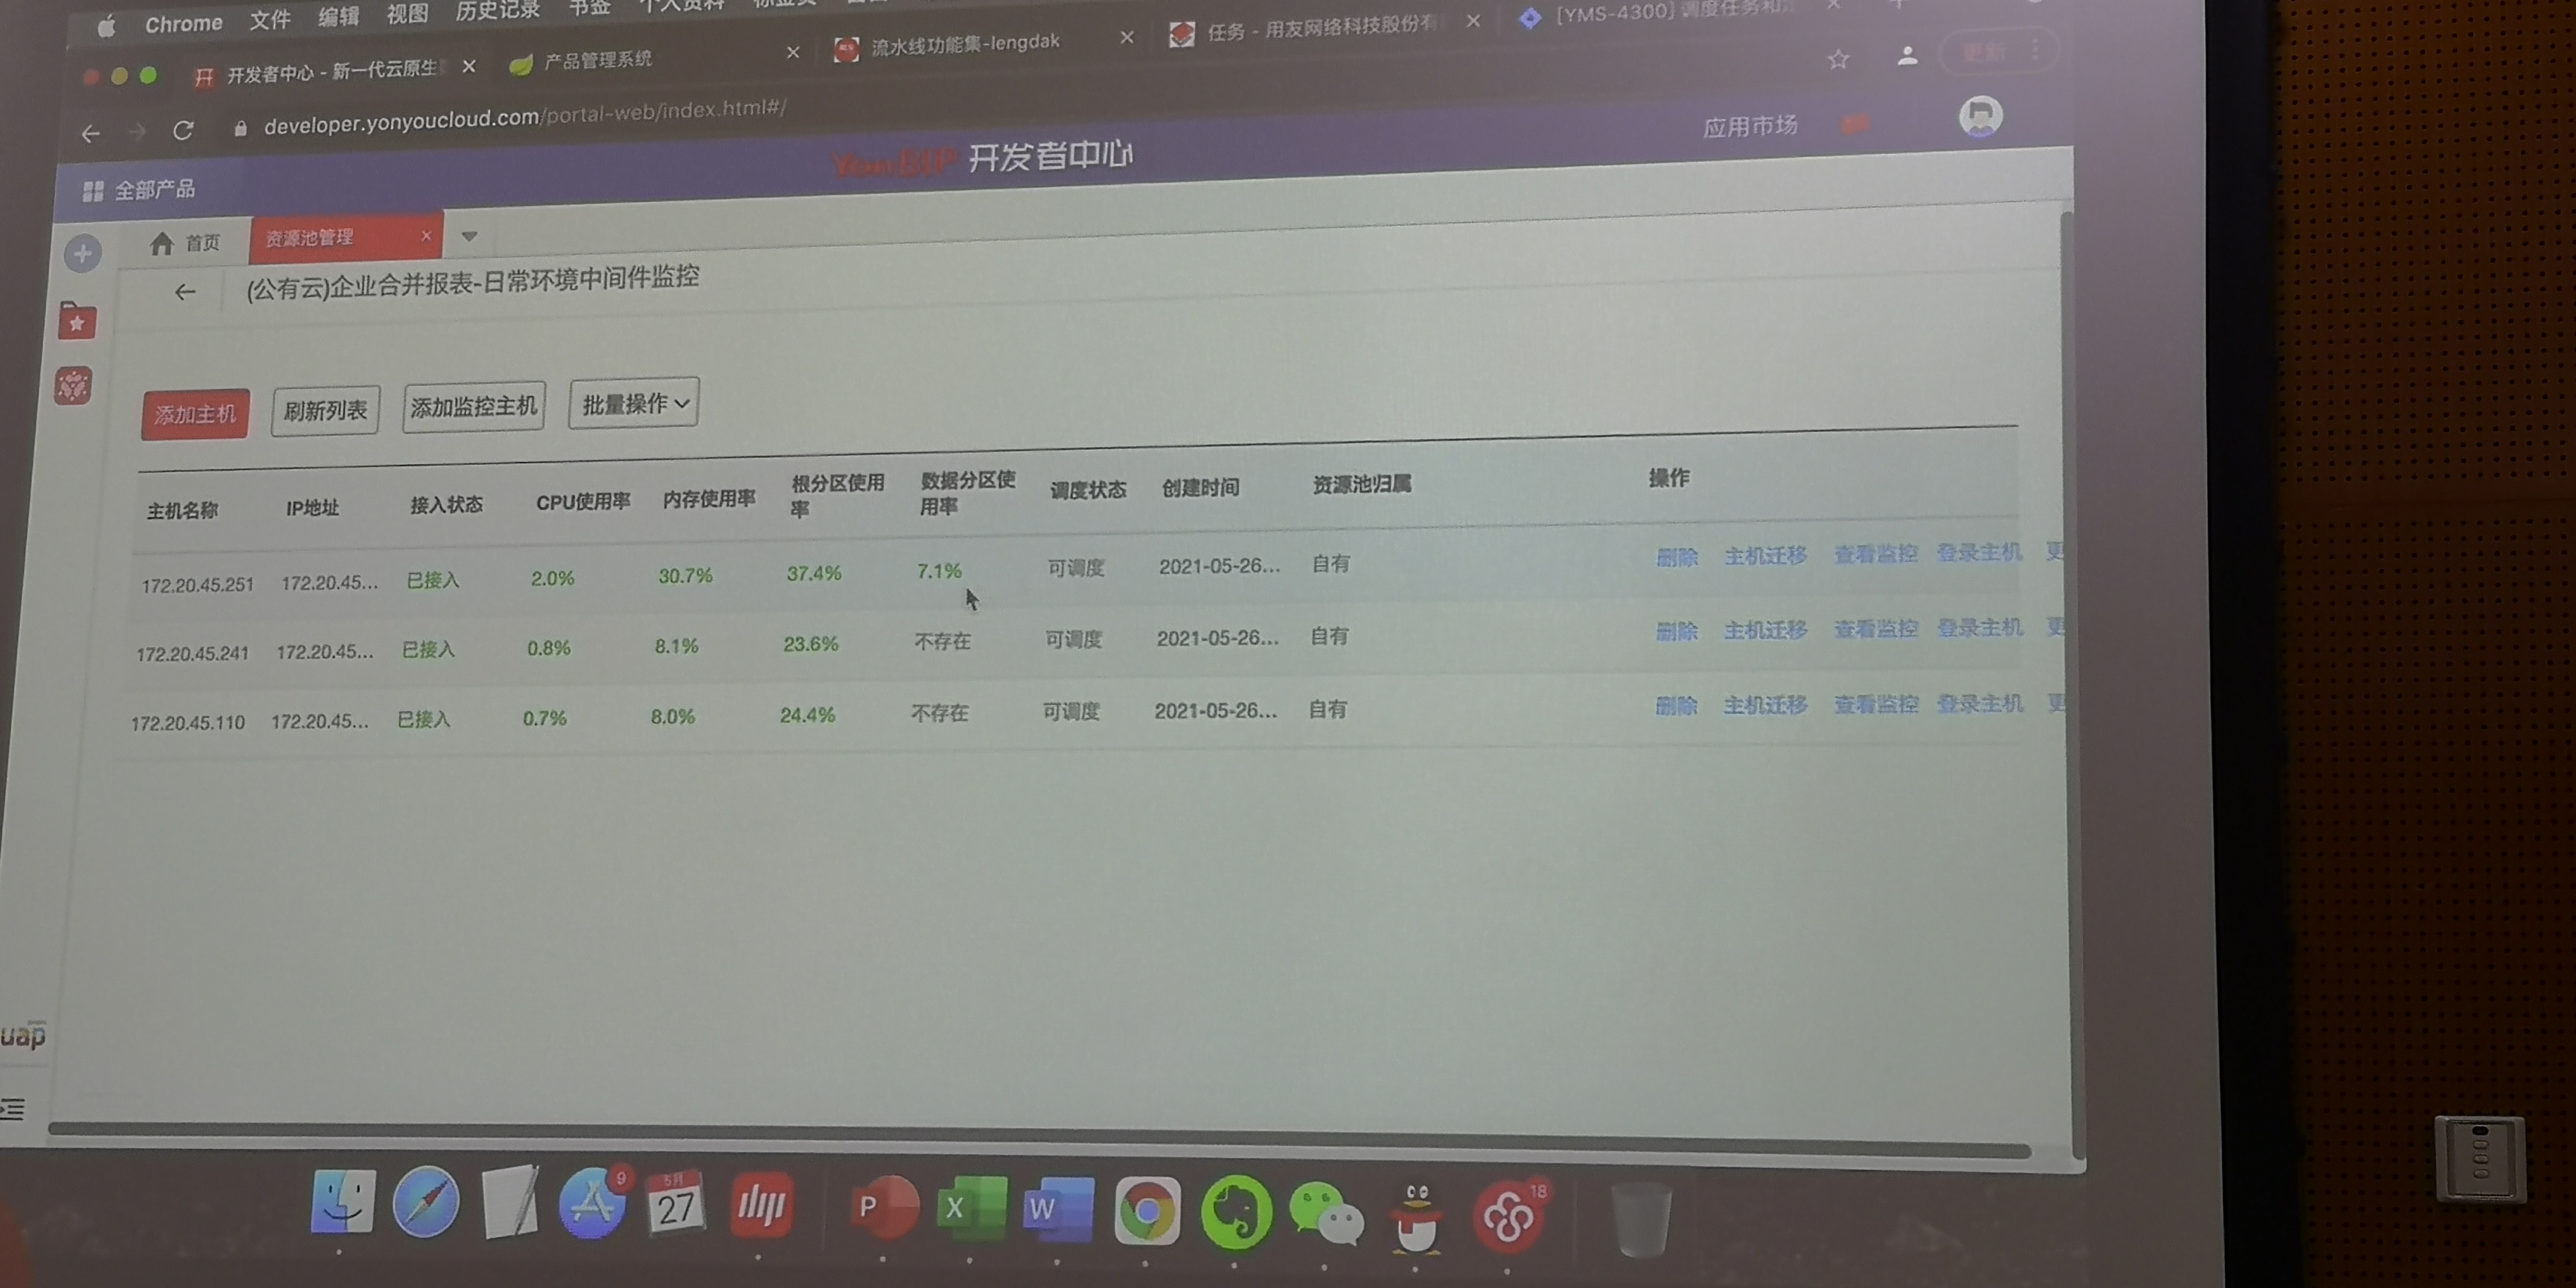 Chrome 文件 编辑 视图 历史记录 书签 个人资料
开发者中心 - 新一代云原生 产品管理系统 流水线功能集-lengdak 任务 - 用友网络科技股份有 [YMS-4300] 调度任务和
developer.yonyoucloud.com/portal-web/index.html#/ 更新
全部产品 YonBIP 开发者中心 应用市场
首页 资源池管理
(公有云)企业合并报表-日常环境中间件监控
添加主机 刷新列表 添加监控主机 批量操作
主机名称 IP地址 接入状态 CPU使用率 内存使用率 根分区使用率 数据分区使用率 调度状态 创建时间 资源池归属 操作
172.20.45.251 172.20.45... 已接入 2.0% 30.7% 37.4% 7.1% 可调度 2021-05-26... 自有 删除 主机迁移 查看监控 登录主机 更
172.20.45.241 172.20.45... 已接入 0.8% 8.1% 23.6% 不存在 可调度 2021-05-26... 自有 删除 主机迁移 查看监控 登录主机 更
172.20.45.110 172.20.45... 已接入 0.7% 8.0% 24.4% 不存在 可调度 2021-05-26... 自有 删除 主机迁移 查看监控 登录主机 更
uap
9 5月 27 P X W 18